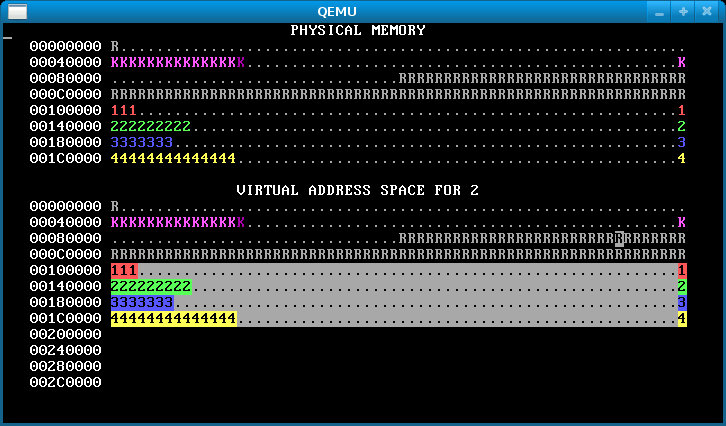 QEMU
PHYSICAL MEMORY
00000000 R...............................................................
00040000 KKKKKKKKKKKKKKK................................................K
00080000 ................................RRRRRRRRRRRRRRRRRRRRRRRRRRRRRRRR
000C0000 RRRRRRRRRRRRRRRRRRRRRRRRRRRRRRRRRRRRRRRRRRRRRRRRRRRRRRRRRRRRRRRR
00100000 111............................................................1
00140000 222222222......................................................2
00180000 3333333........................................................3
001C0000 44444444444444.................................................4
VIRTUAL ADDRESS SPACE FOR 2
00000000 R...............................................................
00040000 KKKKKKKKKKKKKKK................................................K
00080000 ................................RRRRRRRRRRRRRRRRRRRRRRRRRRRRRRRR
000C0000 RRRRRRRRRRRRRRRRRRRRRRRRRRRRRRRRRRRRRRRRRRRRRRRRRRRRRRRRRRRRRRRR
00100000 111............................................................1
00140000 222222222......................................................2
00180000 3333333........................................................3
001C0000 44444444444444.................................................4
00200000
00240000
00280000
002C0000